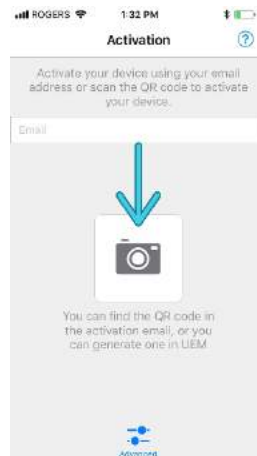 ROGERS 1:32 PM
Activation ?
Activate your device using your email
address or scan the QR code to activate
your device.
Email
You can find the QR code in
the activation email, or you
can generate one in UEM
Advanced